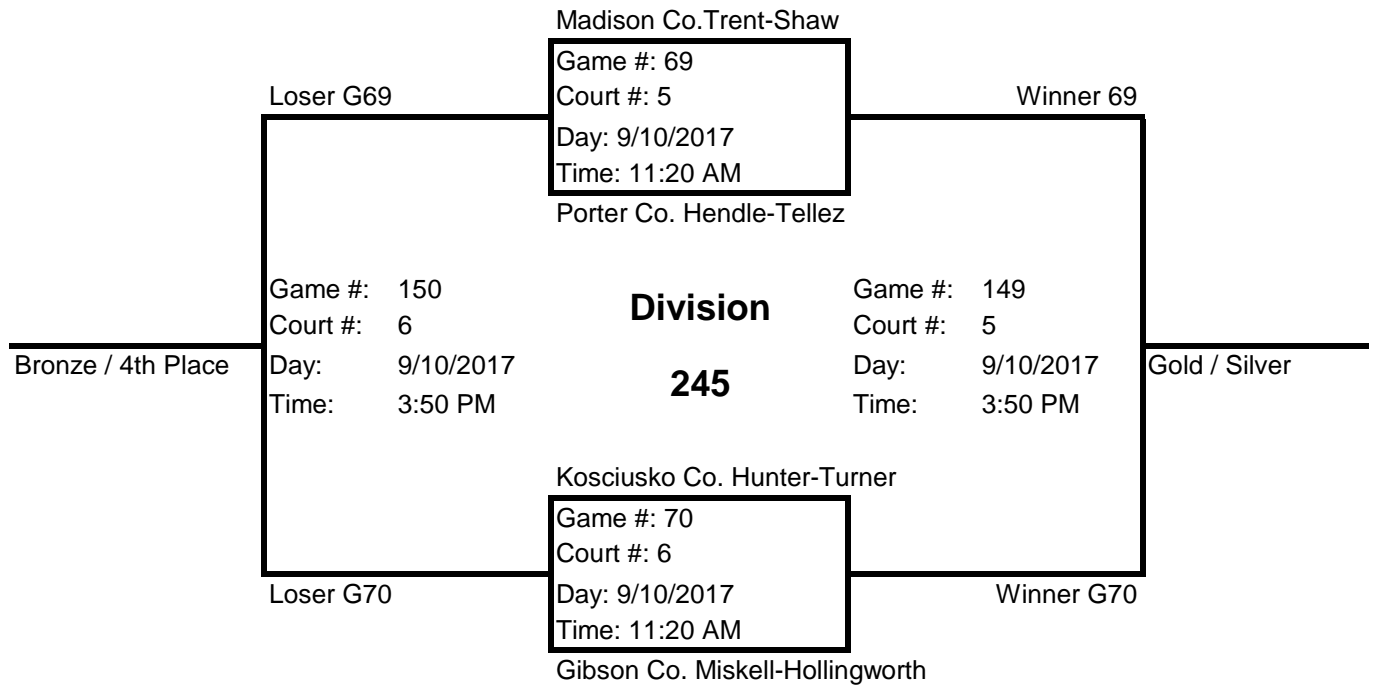 Madison Co.Trent-Shaw
Game #: 69
Loser G69
Court #: 5
Winner 69
Day: 9/10/2017
Time: 11:20 AM
Porter Co. Hendle-Tellez
Game #: 150
Court #: 6
Day: 9/10/2017
Time: 3:50 PM
Bronze / 4th Place
Division
245
Game #: 149
Court #: 5
Day: 9/10/2017
Time: 3:50 PM
Gold / Silver
Kosciusko Co. Hunter-Turner
Game #: 70
Court #: 6
Loser G70
Day: 9/10/2017
Winner G70
Time: 11:20 AM
Gibson Co. Miskell-Hollingworth